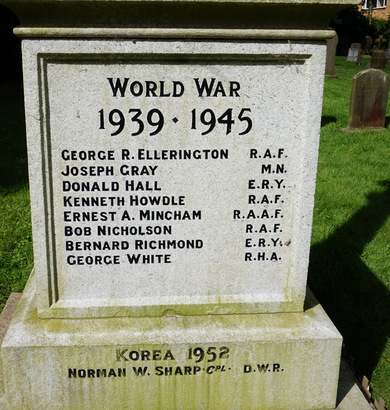 WORLD WAR
1939 · 1945
GEORGE R. ELLERINGTON R.A.F.
JOSEPH GRAY M.N.
DONALD HALL E.R.Y.
KENNETH HOWDLE R.A.F.
ERNEST A. MINCHAM R.A.A.F.
BOB NICHOLSON R.A.F.
BERNARD RICHMOND E.R.Y.
GEORGE WHITE R.H.A.
KOREA 1952
NORMAN W. SHARP · CPL · D.W.R.